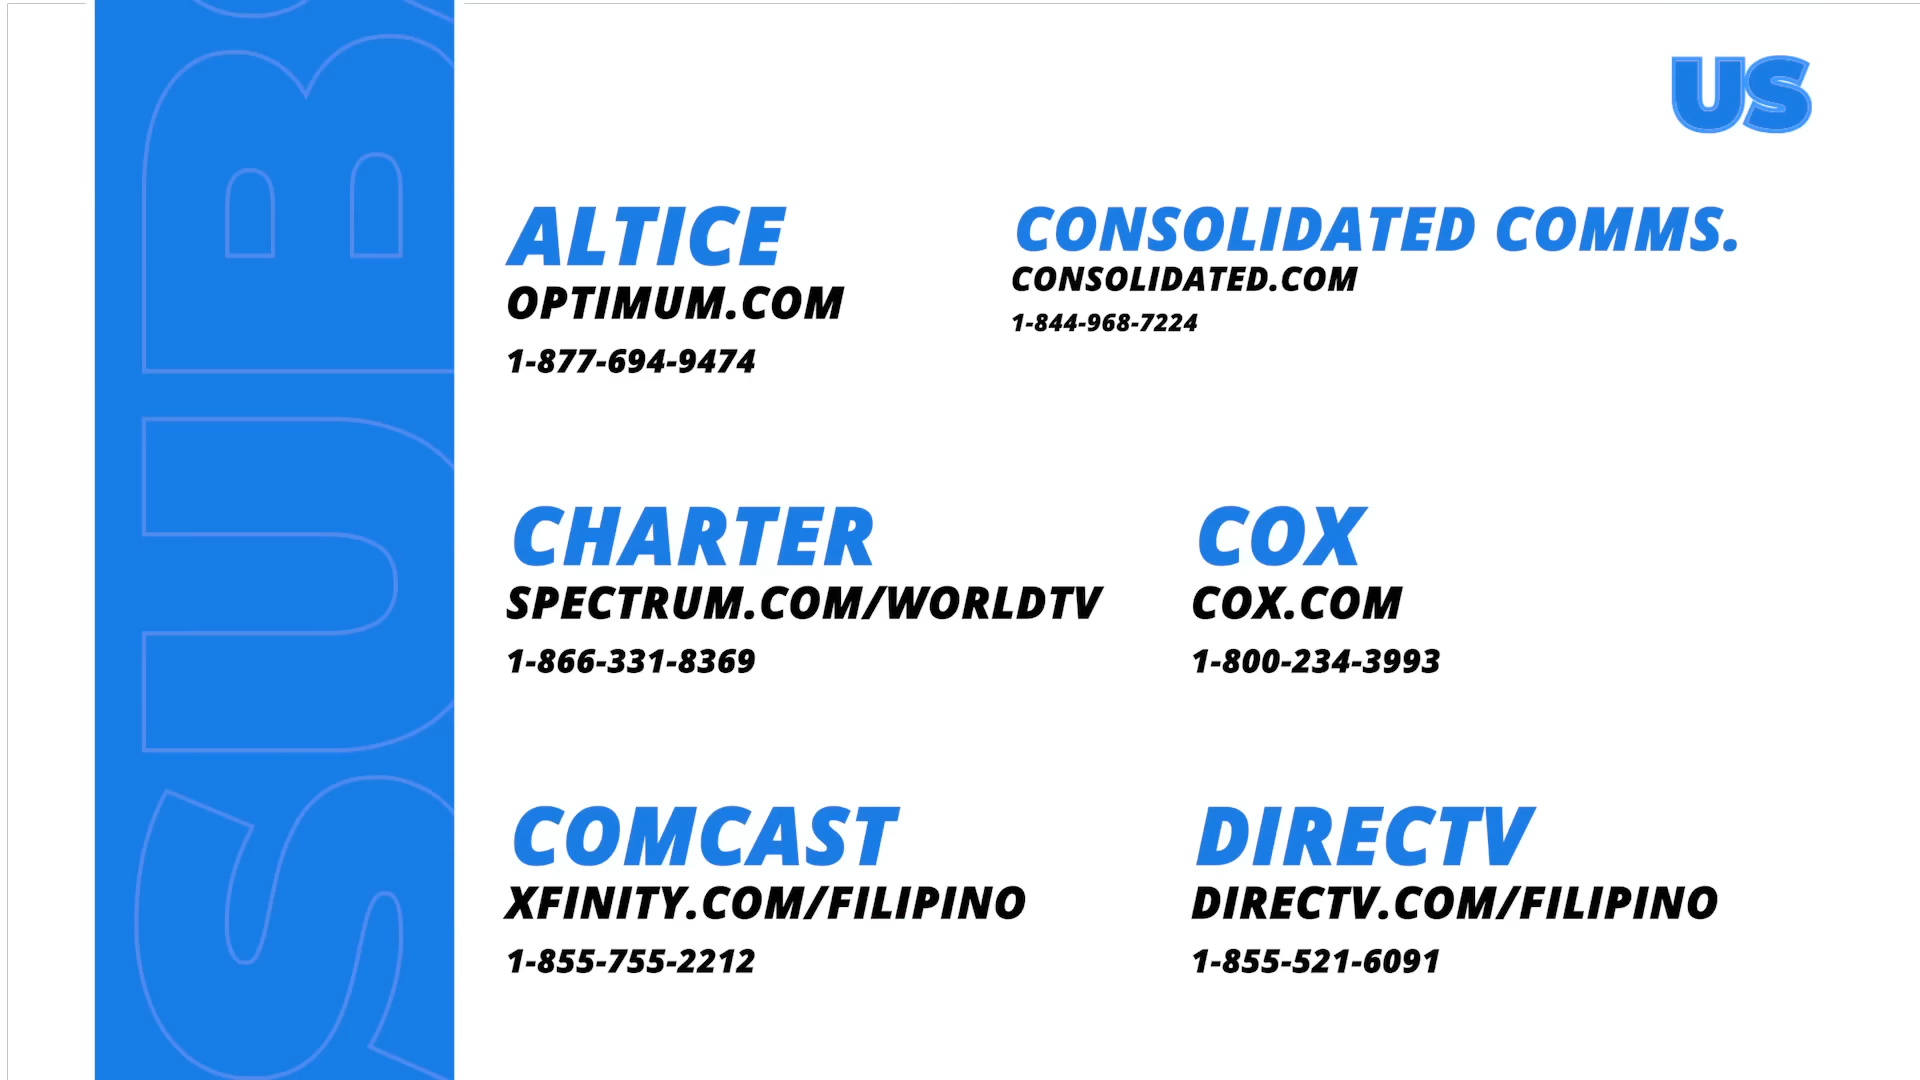 US
ALTICE
OPTIMUM.COM
1-877-694-9474
CONSOLIDATED COMMS.
CONSOLIDATED.COM
1-844-968-7224
CHARTER
SPECTRUM.COM/WORLDTV
1-866-331-8369
COX
COX.COM
1-800-234-3993
COMCAST
XFINITY.COM/FILIPINO
1-855-755-2212
DIRECTV
DIRECTV.COM/FILIPINO
1-855-521-6091